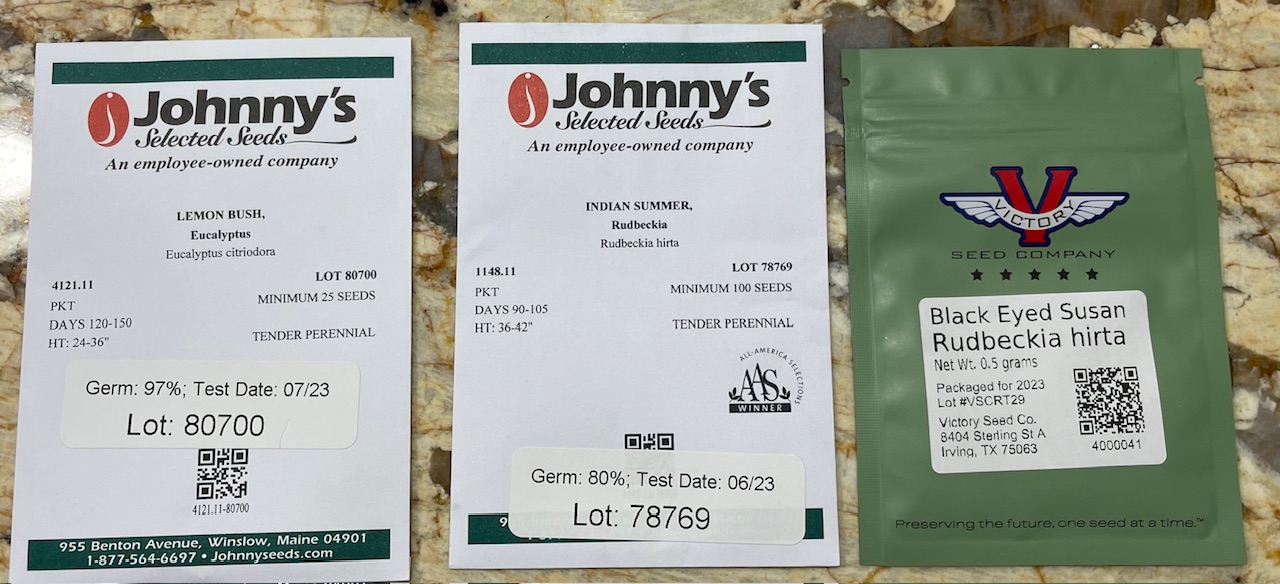 Johnny's
Selected Seeds
An employee-owned company
LEMON BUSH,
Eucalyptus
Eucalyptus citriodora
4121.11
LOT 80700
PKT
MINIMUM 25 SEEDS
DAYS 120-150
HT: 24-36"
TENDER PERENNIAL
Germ: 97%; Test Date: 07/23
Lot: 80700
4121.11-80700
955 Benton Avenue, Winslow, Maine 04901
1-877-564-6697 • Johnnyseeds.com
Johnny's
Selected Seeds
An employee-owned company
INDIAN SUMMER,
Rudbeckia
Rudbeckia hirta
1148.11
LOT 78769
PKT
MINIMUM 100 SEEDS
DAYS 90-105
HT: 36-42"
TENDER PERENNIAL
ALL-AMERICA SELECTIONS
AAS
WINNER
Germ: 80%; Test Date: 06/23
Lot: 78769
V
VICTORY
SEED COMPANY
Black Eyed Susan
Rudbeckia hirta
Net Wt. 0.5 grams
Packaged for 2023
Lot #VSCRT29
Victory Seed Co.
8404 Sterling St A
Irving, TX 75063
4000041
Preserving the future, one seed at a time.™